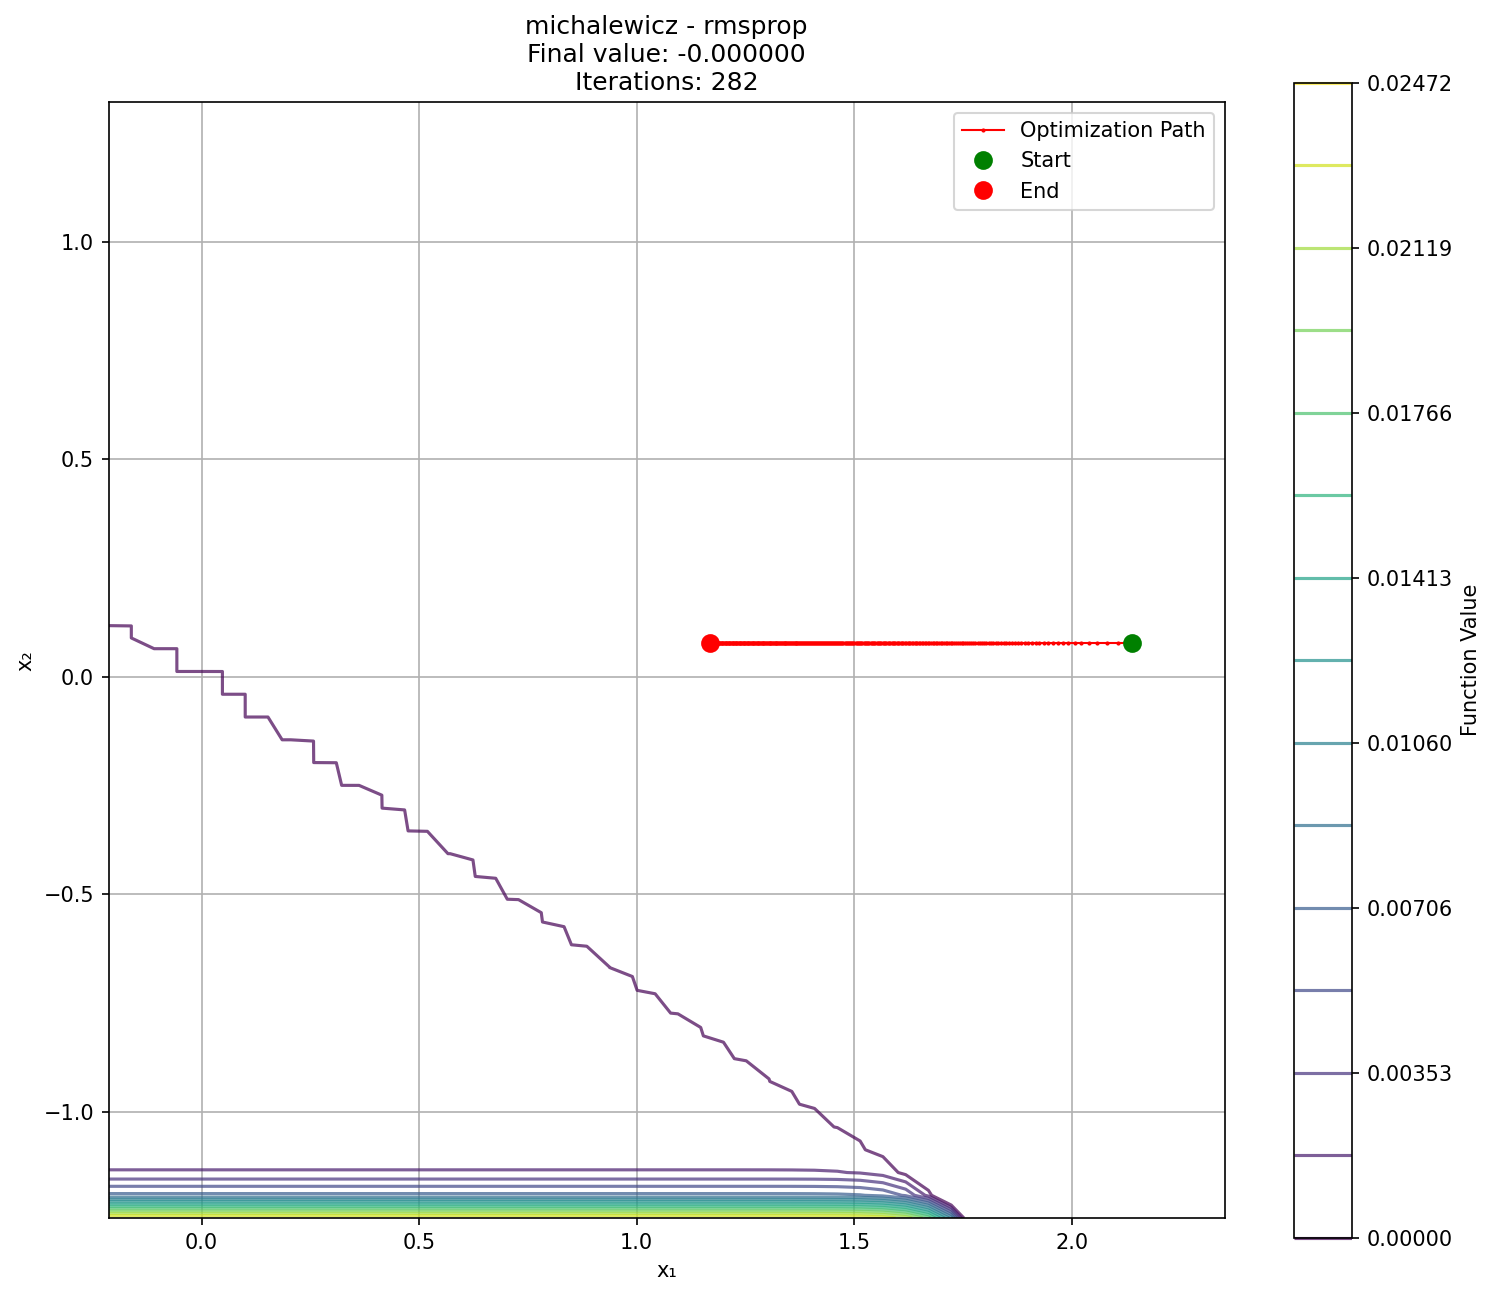 michalewicz - rmsprop
Final value: -0.000000
Iterations: 282
Optimization Path
Start
End
1.0
0.5
0.0
−0.5
−1.0
x₂
0.0
0.5
1.0
1.5
2.0
x₁
0.02472
0.02119
0.01766
0.01413
0.01060
0.00706
0.00353
0.00000
Function Value